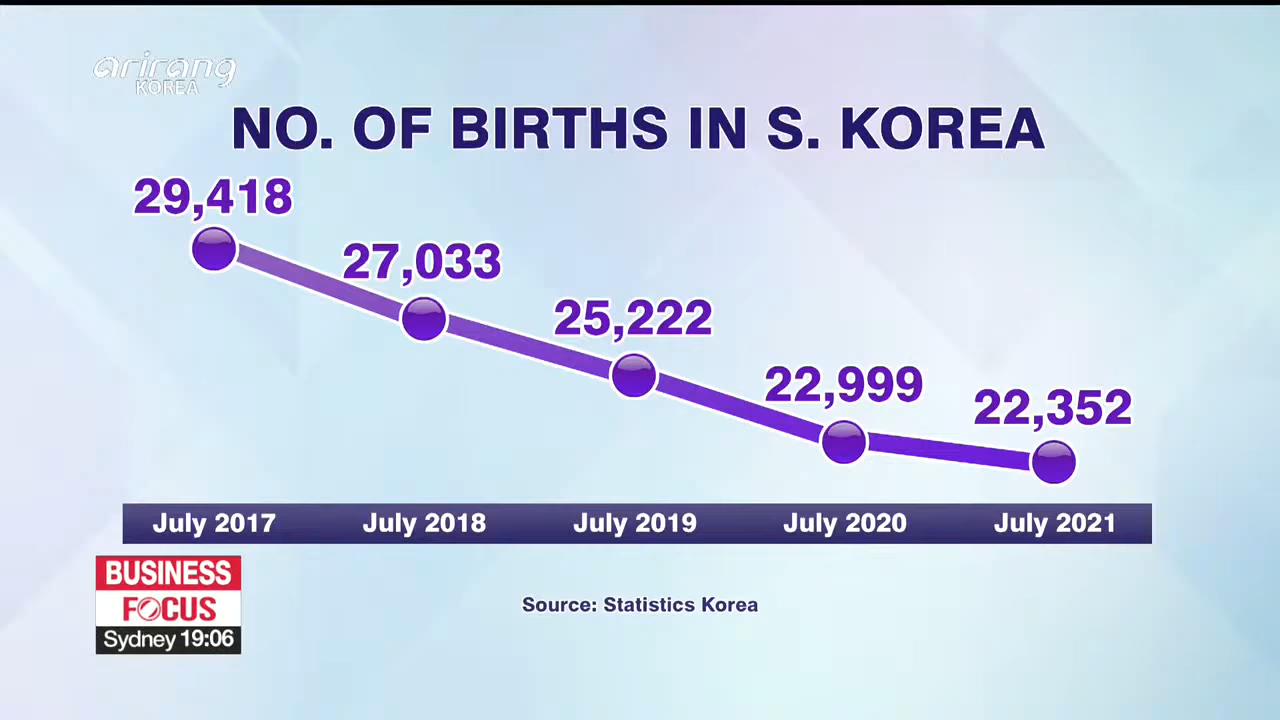 arirang
KOREA
NO. OF BIRTHS IN S. KOREA
29,418
27,033
25,222
22,999
22,352
July 2017
July 2018
July 2019
July 2020
July 2021
BUSINESS
FOCUS
Sydney 19:06
Source: Statistics Korea